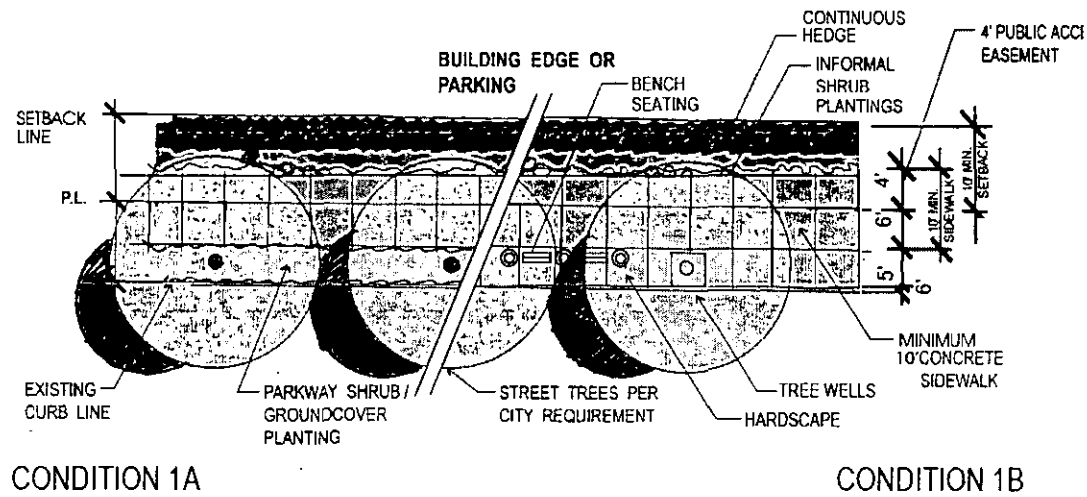 CONTINUOUS
HEDGE
4' PUBLIC
EASEMENT
BUILDING EDGE OR
PARKING
BENCH
SEATING
INFORMAL
SHRUB
PLANTINGS
SETBACK
LINE
P.L.
4'
6'
5'
6'
10' MIN.
SIDEWALK
10' MIN.
SETBACK
EXISTING
CURB LINE
PARKWAY SHRUB /
GROUNDCOVER
PLANTING
STREET TREES PER
CITY REQUIREMENT
TREE WELLS
HARDSCAPE
MINIMUM
10' CONCRETE
SIDEWALK
CONDITION 1A
CONDITION 1B